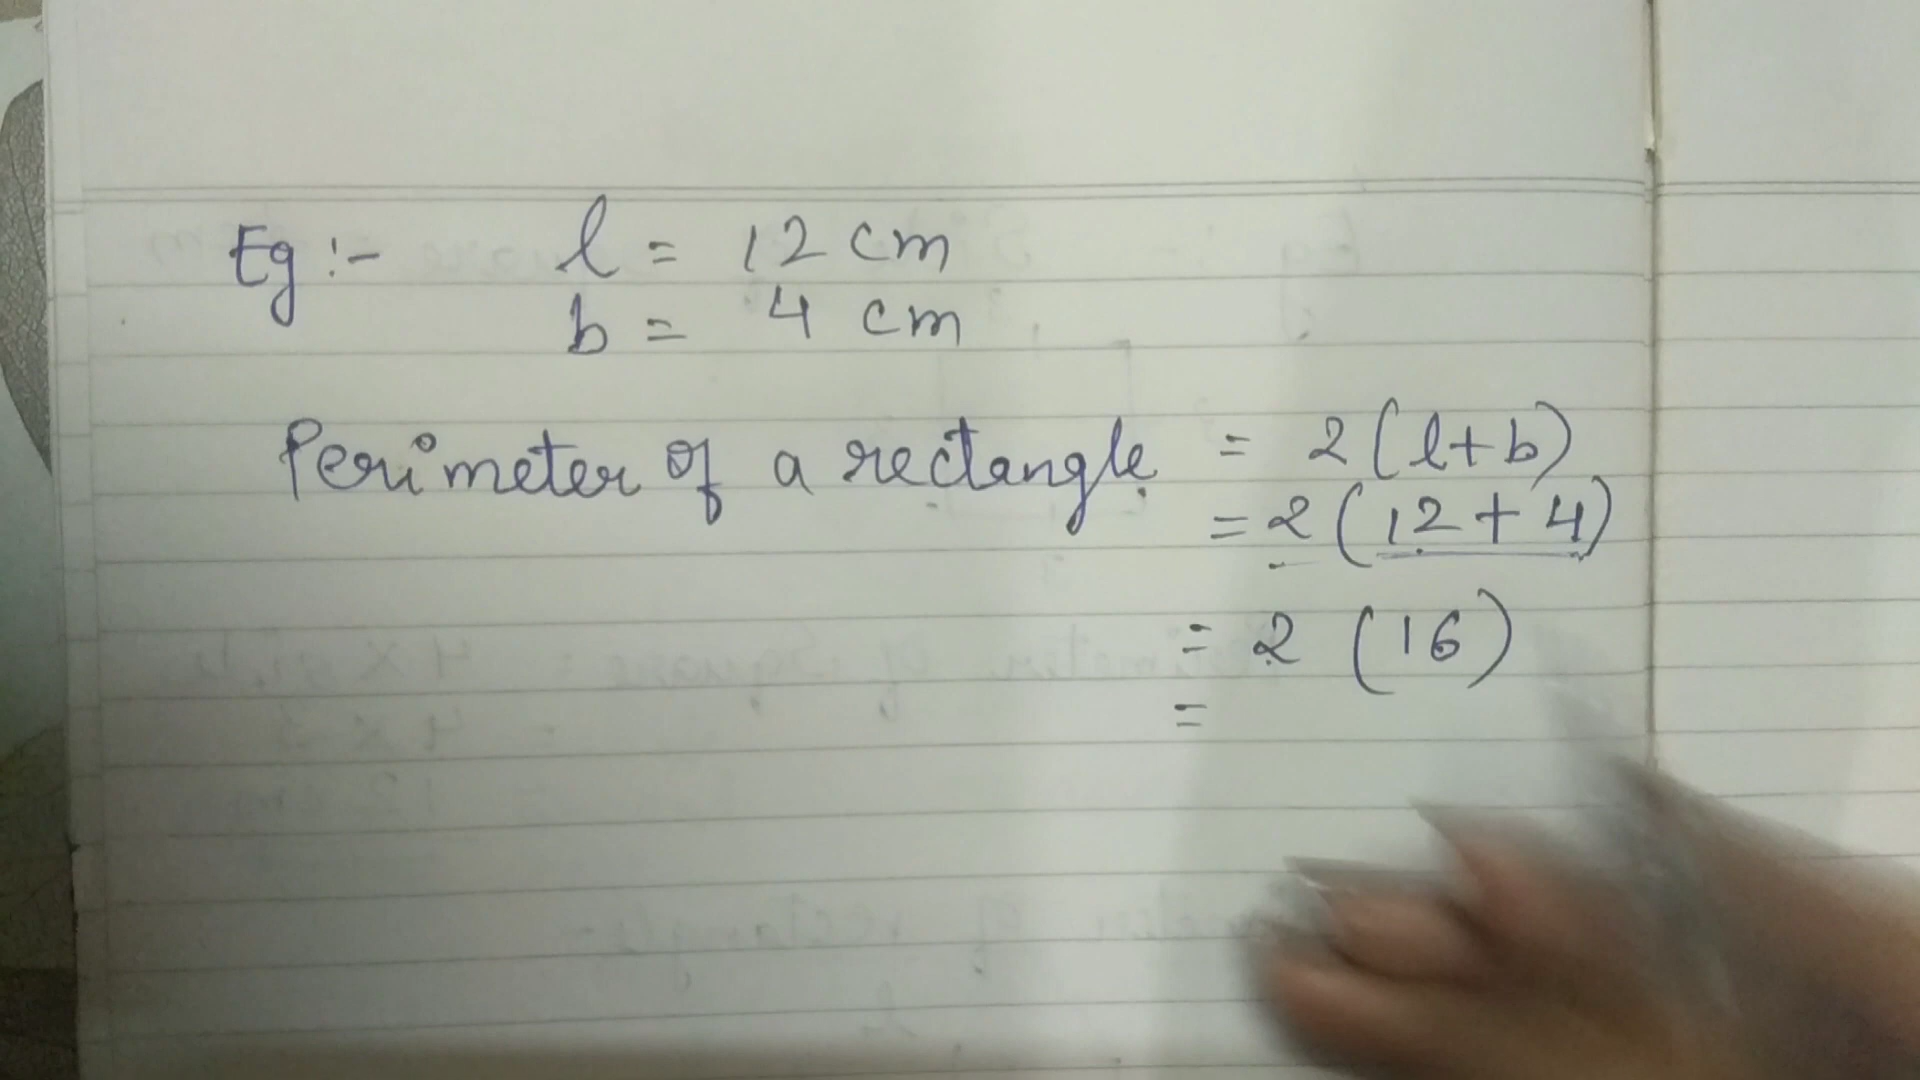 Eg :- l = 12 cm
b = 4 cm
Perimeter of a rectangle = 2(l+b)
= 2(12+4)
= 2 (16)
=